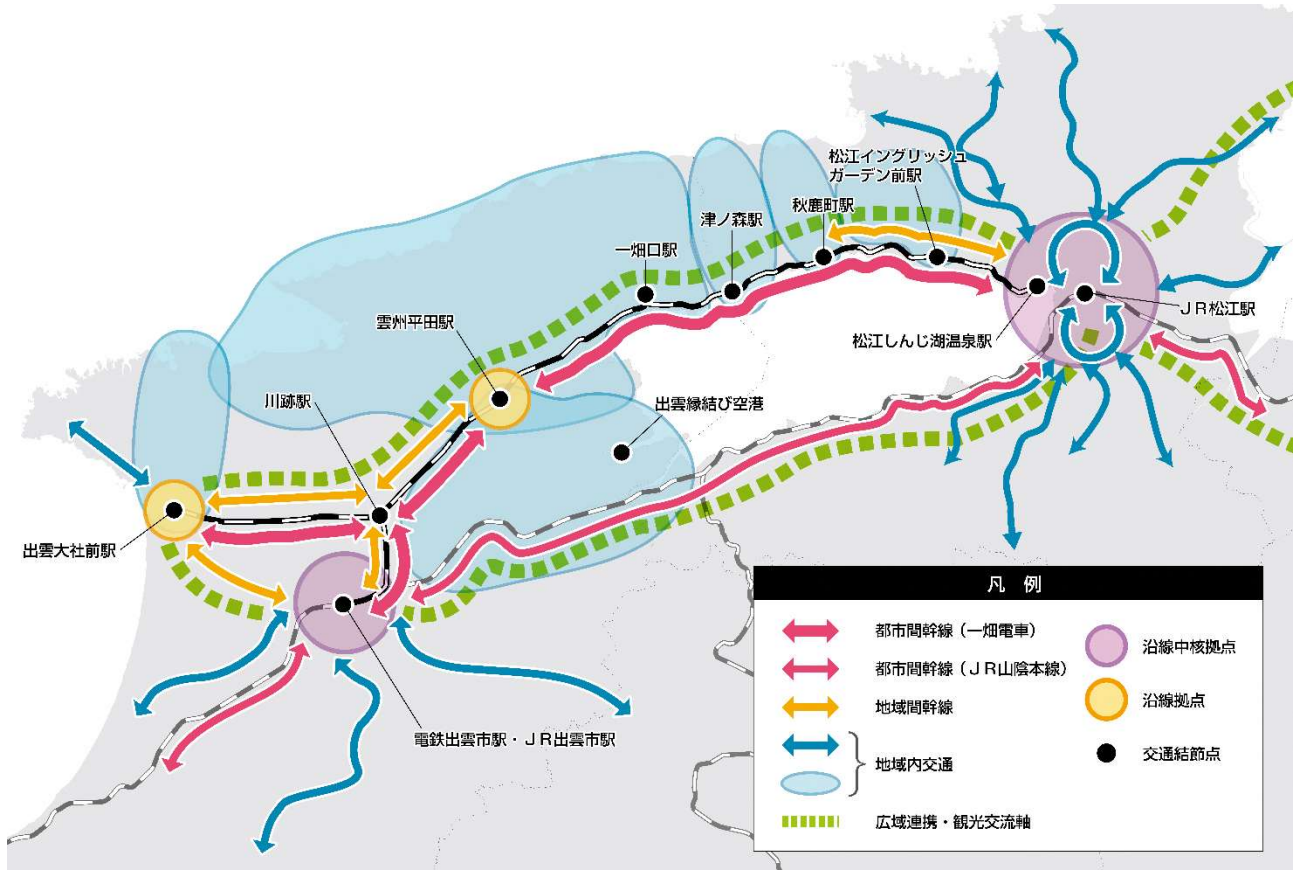 松江イングリッシュ
ガーデン前駅
秋鹿町駅
津ノ森駅
一畑口駅
JR松江駅
雲州平田駅
松江しんじ湖温泉駅
川跡駅
出雲縁結び空港
出雲大社前駅
電鉄出雲市駅・JR出雲市駅
凡 例
都市間幹線（一畑電車）
都市間幹線（JR山陰本線）
地域間幹線
地域内交通
広域連携・観光交流軸
沿線中核拠点
沿線拠点
交通結節点